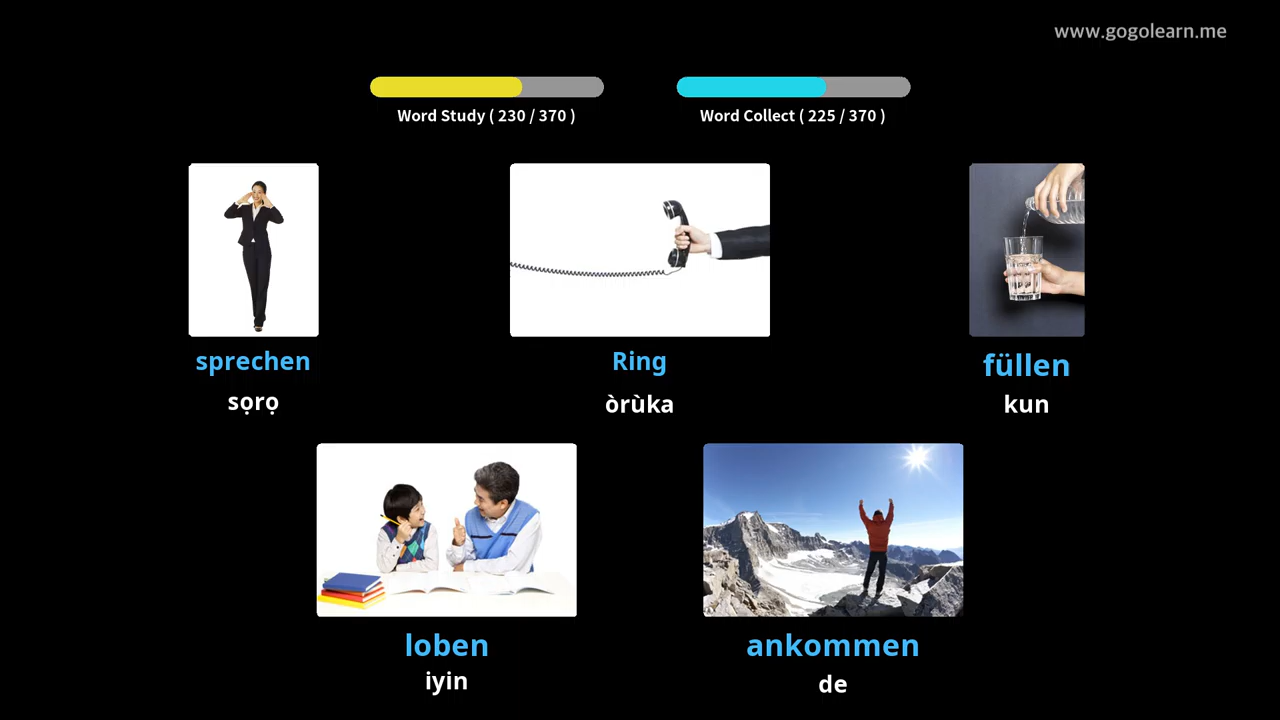 www.gogolearn.me
Word Study ( 230 / 370 )
Word Collect ( 225 / 370 )
sprechen
Ring
füllen
sọrọ
òrùka
kun
loben
ankommen
iyin
de